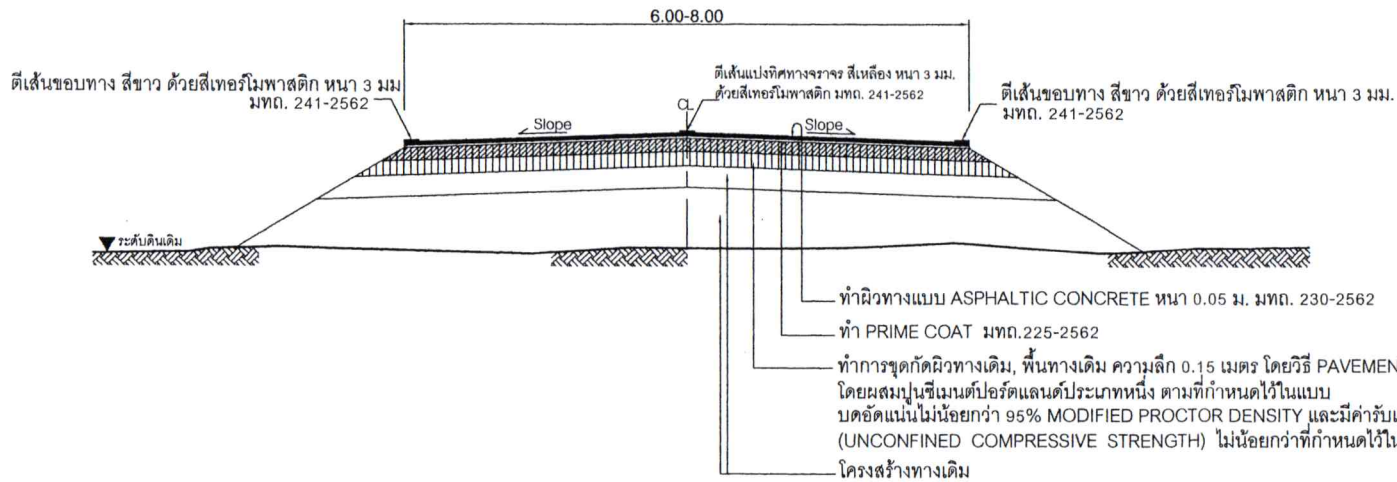 6.00-8.00
ตีเส้นขอบทาง สีขาว ด้วยสีเทอร์โมพาสติก หนา 3 มม
มทถ. 241-2562
ตีเส้นแบ่งทิศทางจราจร สีเหลือง หนา 3 มม.
ด้วยสีเทอร์โมพาสติก มทถ. 241-2562
ตีเส้นขอบทาง สีขาว ด้วยสีเทอร์โมพาสติก หนา 3 มม.
มทถ. 241-2562
CL
Slope
Slope
ระดับดินเดิม
ทำผิวทางแบบ ASPHALTIC CONCRETE หนา 0.05 ม. มทถ. 230-2562
ทำ PRIME COAT มทถ.225-2562
ทำการขุดกัดผิวทางเดิม, พื้นทางเดิม ความลึก 0.15 เมตร โดยวิธี PAVEMEN
โดยผสมปูนซีเมนต์ปอร์ตแลนด์ประเภทหนึ่ง ตามที่กำหนดไว้ในแบบ
บดอัดแน่นไม่น้อยกว่า 95% MODIFIED PROCTOR DENSITY และมีค่ารับแ
(UNCONFINED COMPRESSIVE STRENGTH) ไม่น้อยกว่าที่กำหนดไว้ใน
โครงสร้างทางเดิม